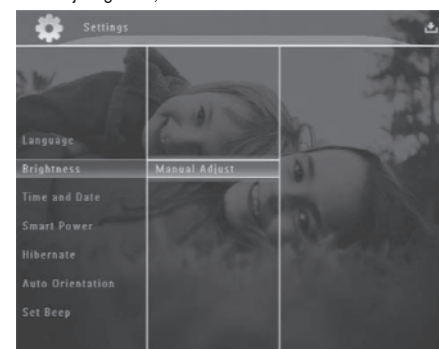 Settings
Language
Brightness
Manual Adjust
Time and Date
Smart Power
Hibernate
Auto Orientation
Set Beep